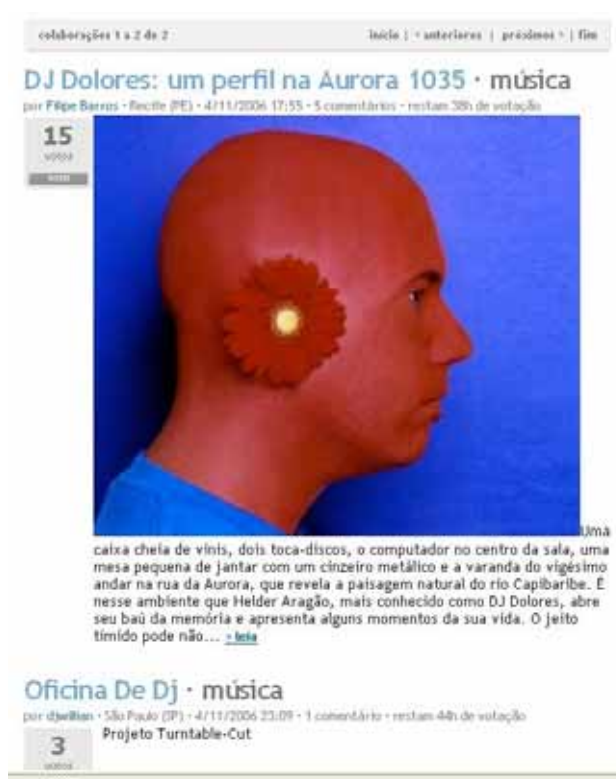 colaborações 1 a 2 de 2 início | < anteriores | próximos > | fim
DJ Dolores: um perfil na Aurora 1035 · música
por Filipe Barros · Recife (PE) · 4/11/2006 17:55 · 5 comentários · restam 38h de votação
15
votos
Uma
caixa cheia de vinis, dois toca-discos, o computador no centro da sala, uma
mesa pequena de jantar com um cinzeiro metálico e a varanda do vigésimo
andar na rua da Aurora, que revela a paisagem natural do rio Capibaribe. É
nesse ambiente que Helder Aragão, mais conhecido como DJ Dolores, abre
seu baú da memória e apresenta alguns momentos da sua vida. O jeito
tímido pode não... > leia
Oficina De Dj · música
por djwillian · São Paulo (SP) · 4/11/2006 23:09 · 1 comentário · restam 44h de votação
3
votos
Projeto Turntable-Cut